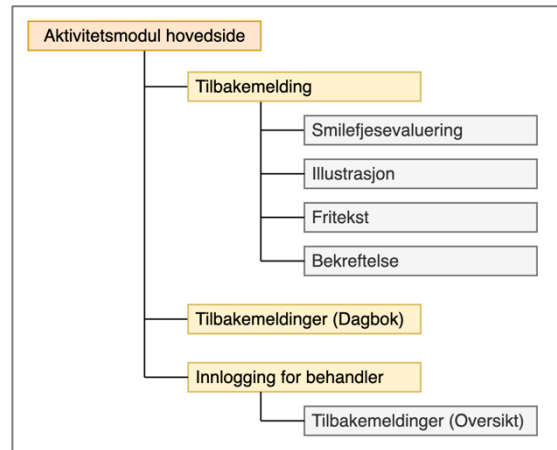 Aktivitetsmodul hovedside
Tilbakemelding
Smilefjesevaluering
Illustrasjon
Fritekst
Bekreftelse
Tilbakemeldinger (Dagbok)
Innlogging for behandler
Tilbakemeldinger (Oversikt)